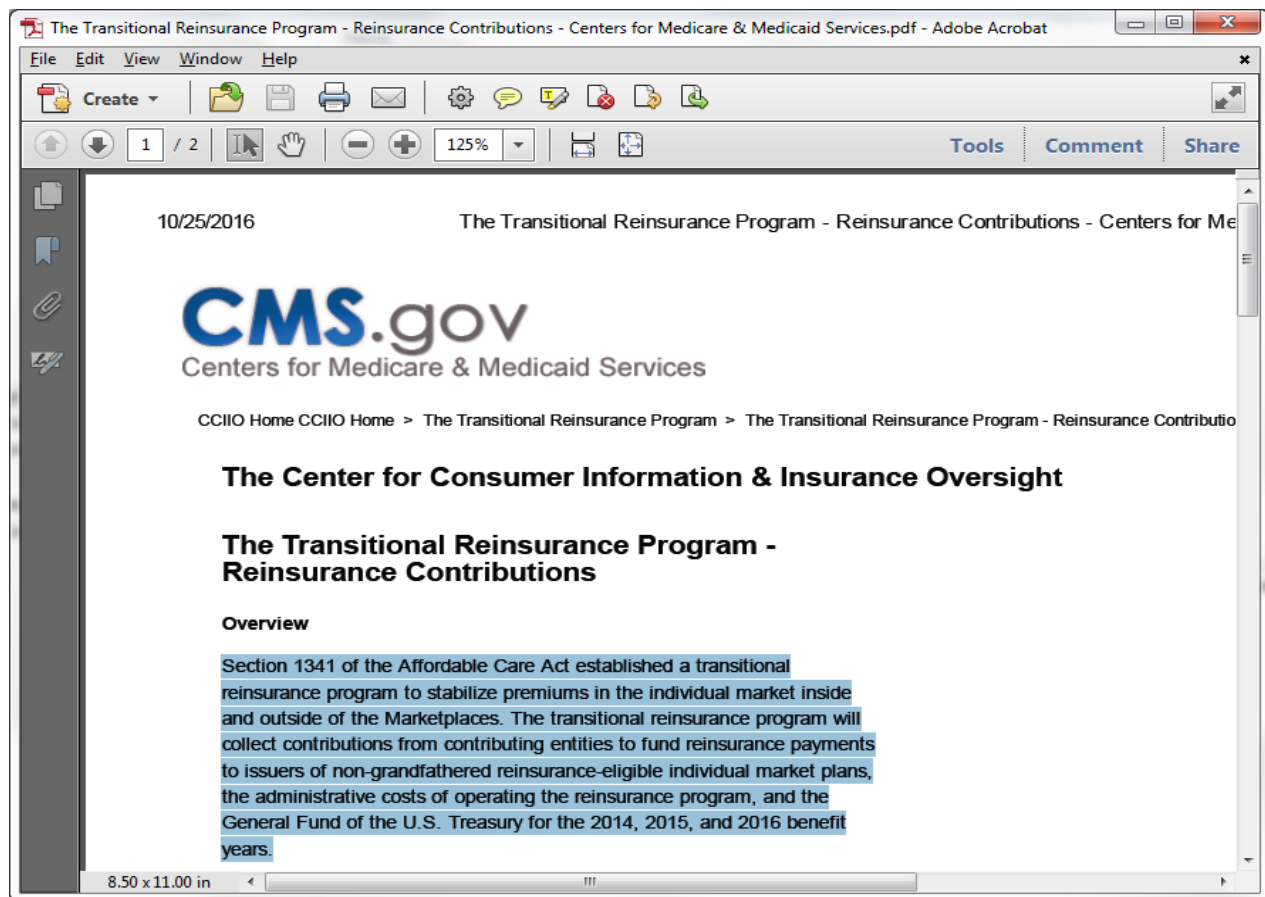 The Transitional Reinsurance Program - Reinsurance Contributions - Centers for Medicare & Medicaid Services.pdf - Adobe Acrobat
File Edit View Window Help
Create
1 / 2 125% Tools Comment Share
10/25/2016 The Transitional Reinsurance Program - Reinsurance Contributions - Centers for Me
CMS.gov
Centers for Medicare & Medicaid Services
CCIIO Home CCIIO Home > The Transitional Reinsurance Program > The Transitional Reinsurance Program - Reinsurance Contributio
The Center for Consumer Information & Insurance Oversight
The Transitional Reinsurance Program -
Reinsurance Contributions
Overview
Section 1341 of the Affordable Care Act established a transitional
reinsurance program to stabilize premiums in the individual market inside
and outside of the Marketplaces. The transitional reinsurance program will
collect contributions from contributing entities to fund reinsurance payments
to issuers of non-grandfathered reinsurance-eligible individual market plans,
the administrative costs of operating the reinsurance program, and the
General Fund of the U.S. Treasury for the 2014, 2015, and 2016 benefit
years.
8.50 x 11.00 in